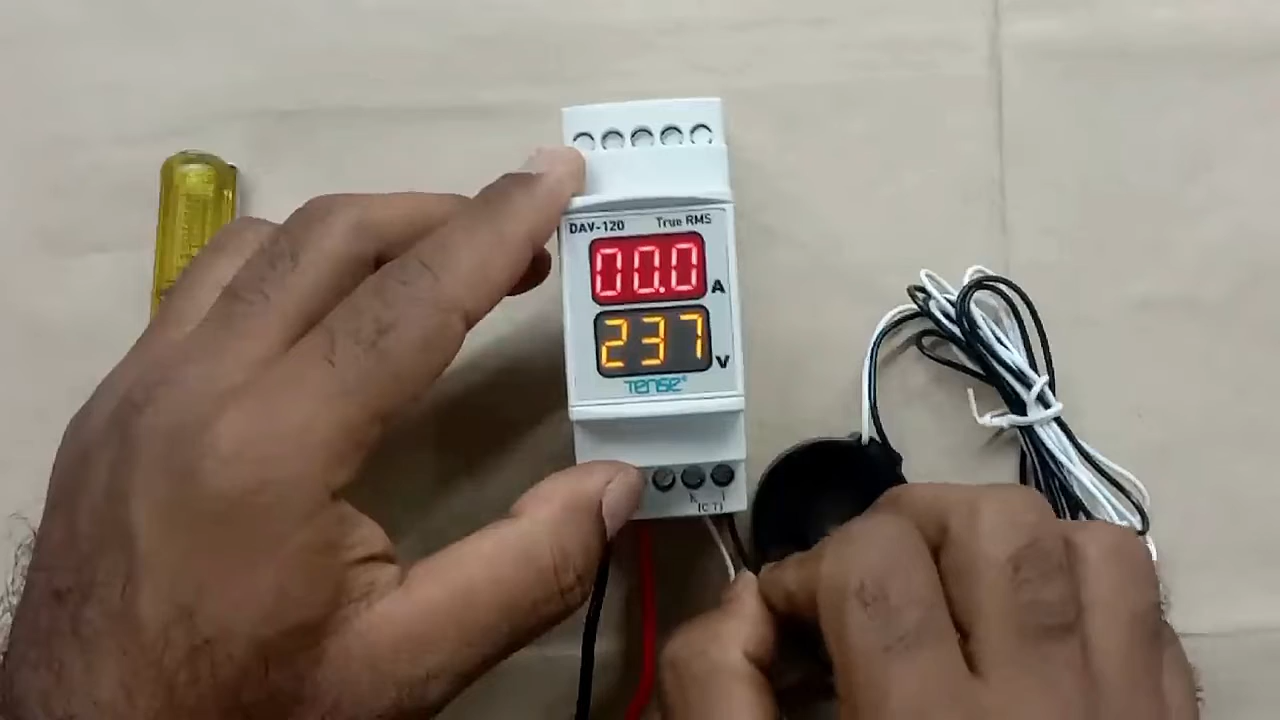 DAV-120 True RMS
00.0 A
237 V
TENSE®
k l
(CT)